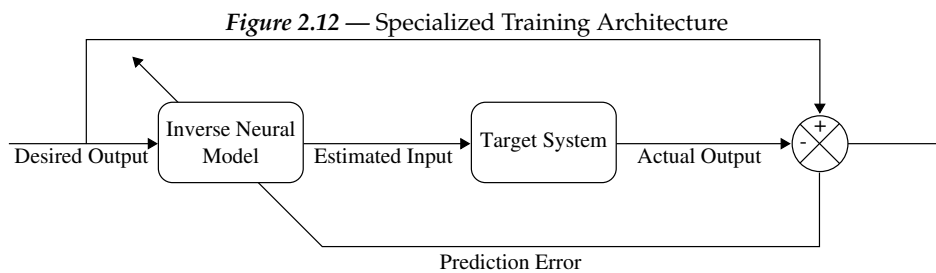 Figure 2.12 — Specialized Training Architecture
+
Inverse Neural
Model
Target System
-
Desired Output
Estimated Input
Actual Output
Prediction Error